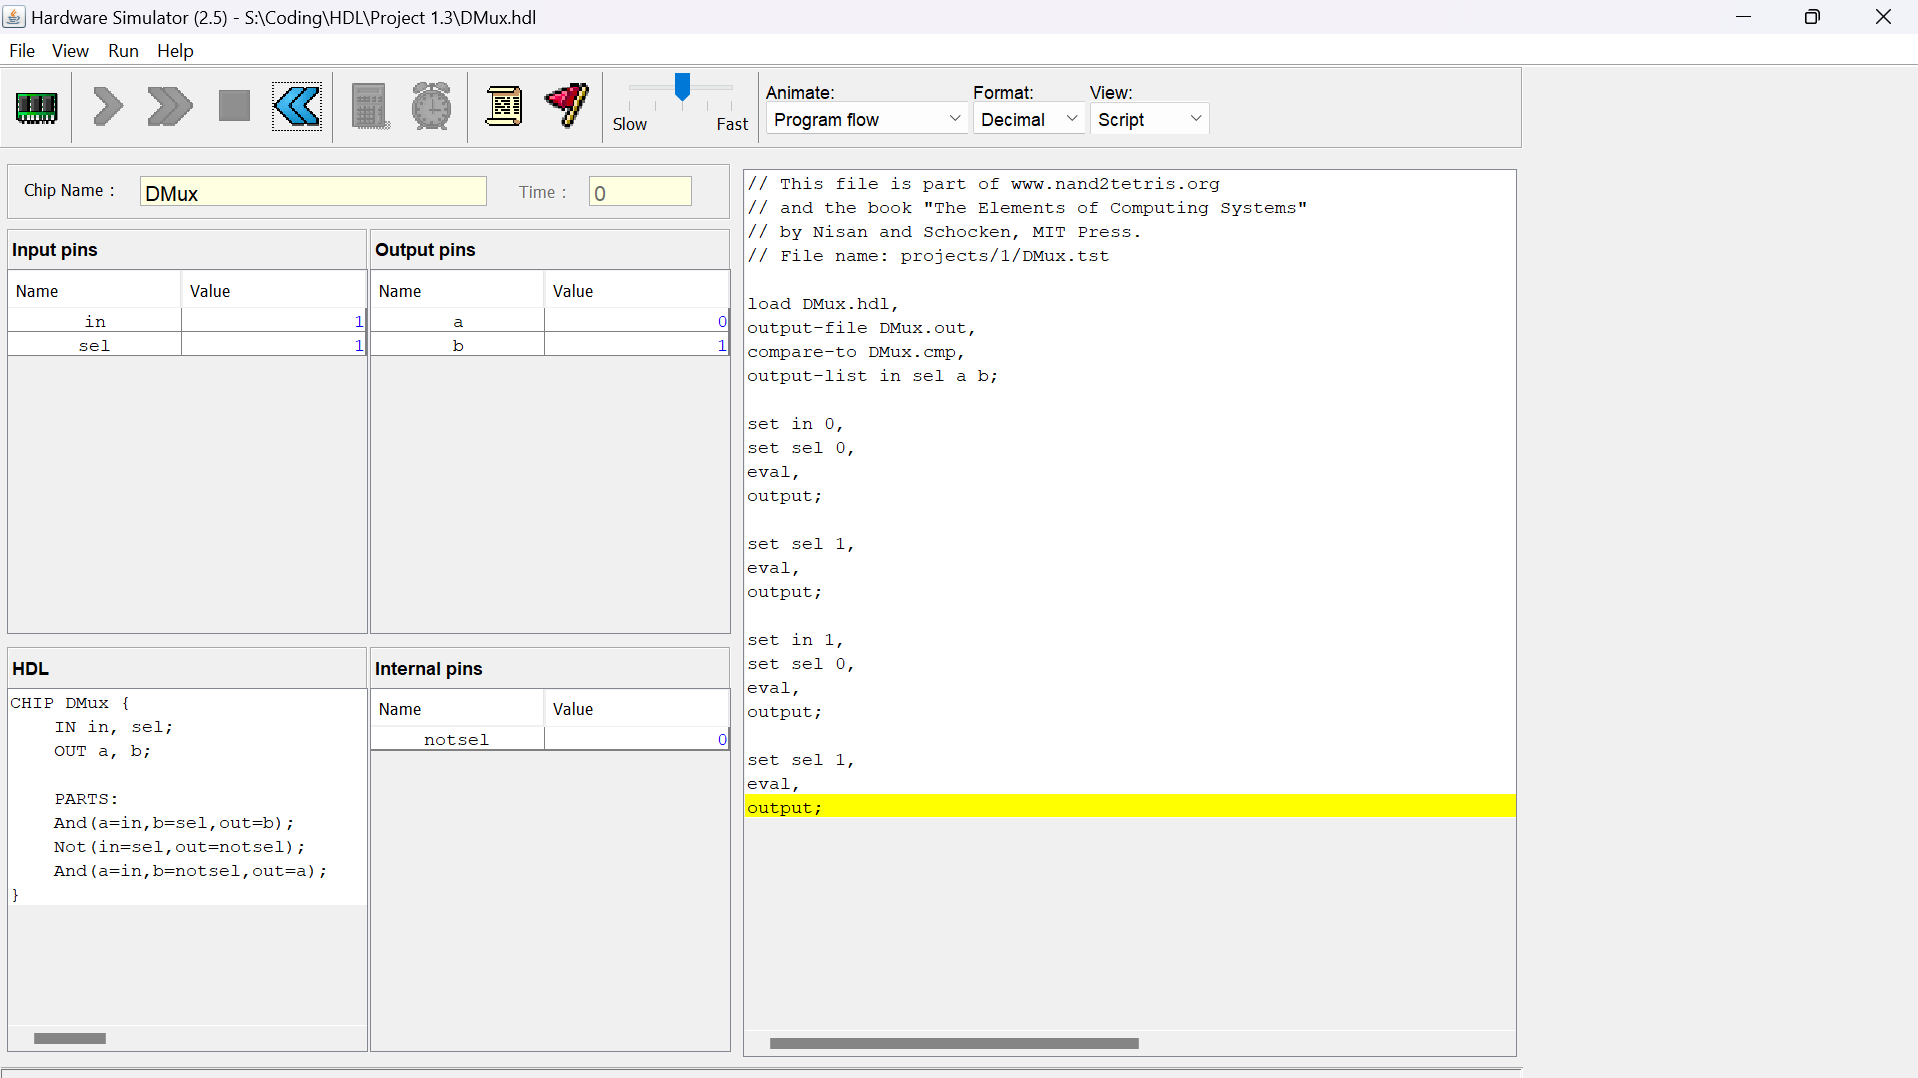 Hardware Simulator (2.5) - S:\Coding\HDL\Project 1.3\DMux.hdl
File View Run Help
Slow Fast
Animate: Format: View:
Program flow Decimal Script
Chip Name : DMux Time : 0
Input pins
Name Value
in 1
sel 1
Output pins
Name Value
a 0
b 1
HDL
CHIP DMux {
    IN in, sel;
    OUT a, b;

    PARTS:
    And(a=in,b=sel,out=b);
    Not(in=sel,out=notsel);
    And(a=in,b=notsel,out=a);
}
Internal pins
Name Value
notsel 0
// This file is part of www.nand2tetris.org
// and the book "The Elements of Computing Systems"
// by Nisan and Schocken, MIT Press.
// File name: projects/1/DMux.tst

load DMux.hdl,
output-file DMux.out,
compare-to DMux.cmp,
output-list in sel a b;

set in 0,
set sel 0,
eval,
output;

set sel 1,
eval,
output;

set in 1,
set sel 0,
eval,
output;

set sel 1,
eval,
output;